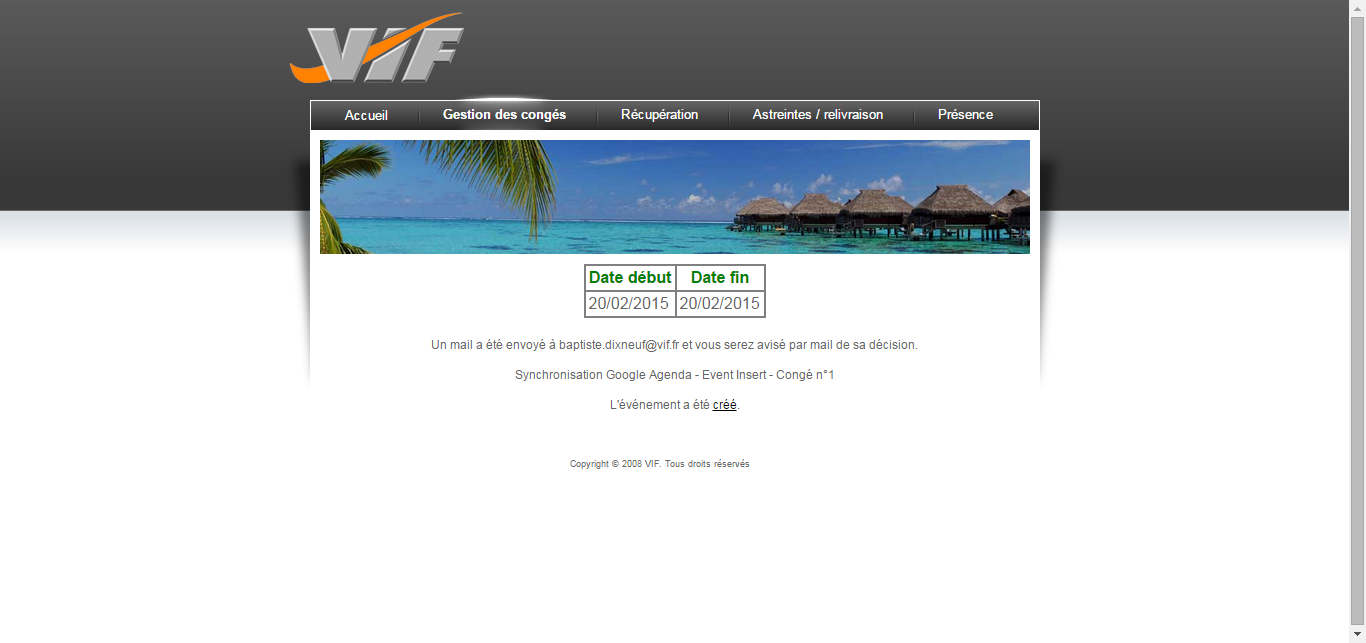 VIF
Accueil
Gestion des congés
Récupération
Astreintes / relivraison
Présence
Date début Date fin
20/02/2015 20/02/2015
Un mail a été envoyé à baptiste.dixneuf@vif.fr et vous serez avisé par mail de sa décision.
Synchronisation Google Agenda - Event Insert - Congé n°1
L'événement a été créé.
Copyright © 2008 VIF. Tous droits réservés